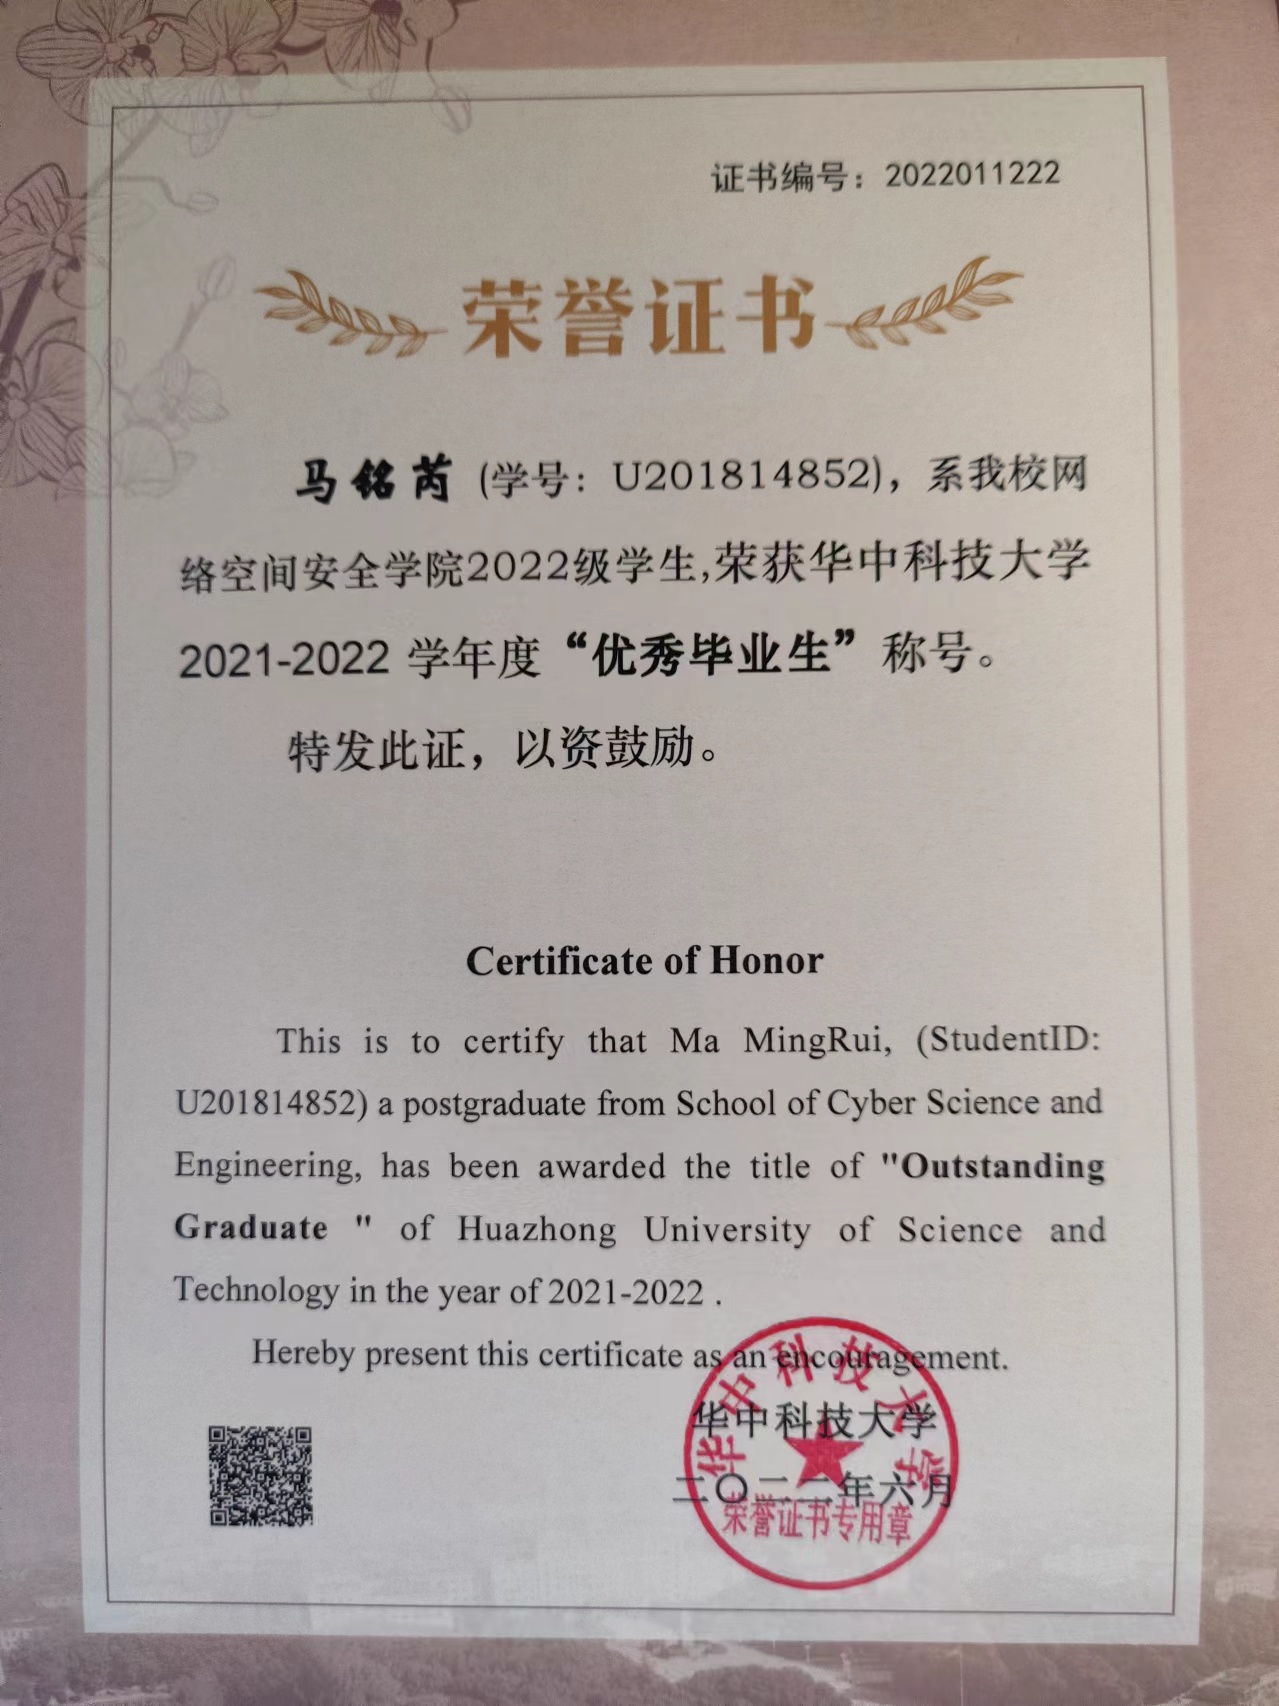 证书编号：2022011222
荣誉证书
马铭芮 (学号：U201814852)，系我校网
络空间安全学院2022级学生,荣获华中科技大学
2021-2022 学年度“优秀毕业生”称号。
特发此证，以资鼓励。
Certificate of Honor
This is to certify that Ma MingRui, (StudentID:
U201814852) a postgraduate from School of Cyber Science and
Engineering, has been awarded the title of "Outstanding
Graduate " of Huazhong University of Science and
Technology in the year of 2021-2022 .
Hereby present this certificate as an encouragement.
华中科技大学
二〇二二年六月
华中科技大学
荣誉证书专用章